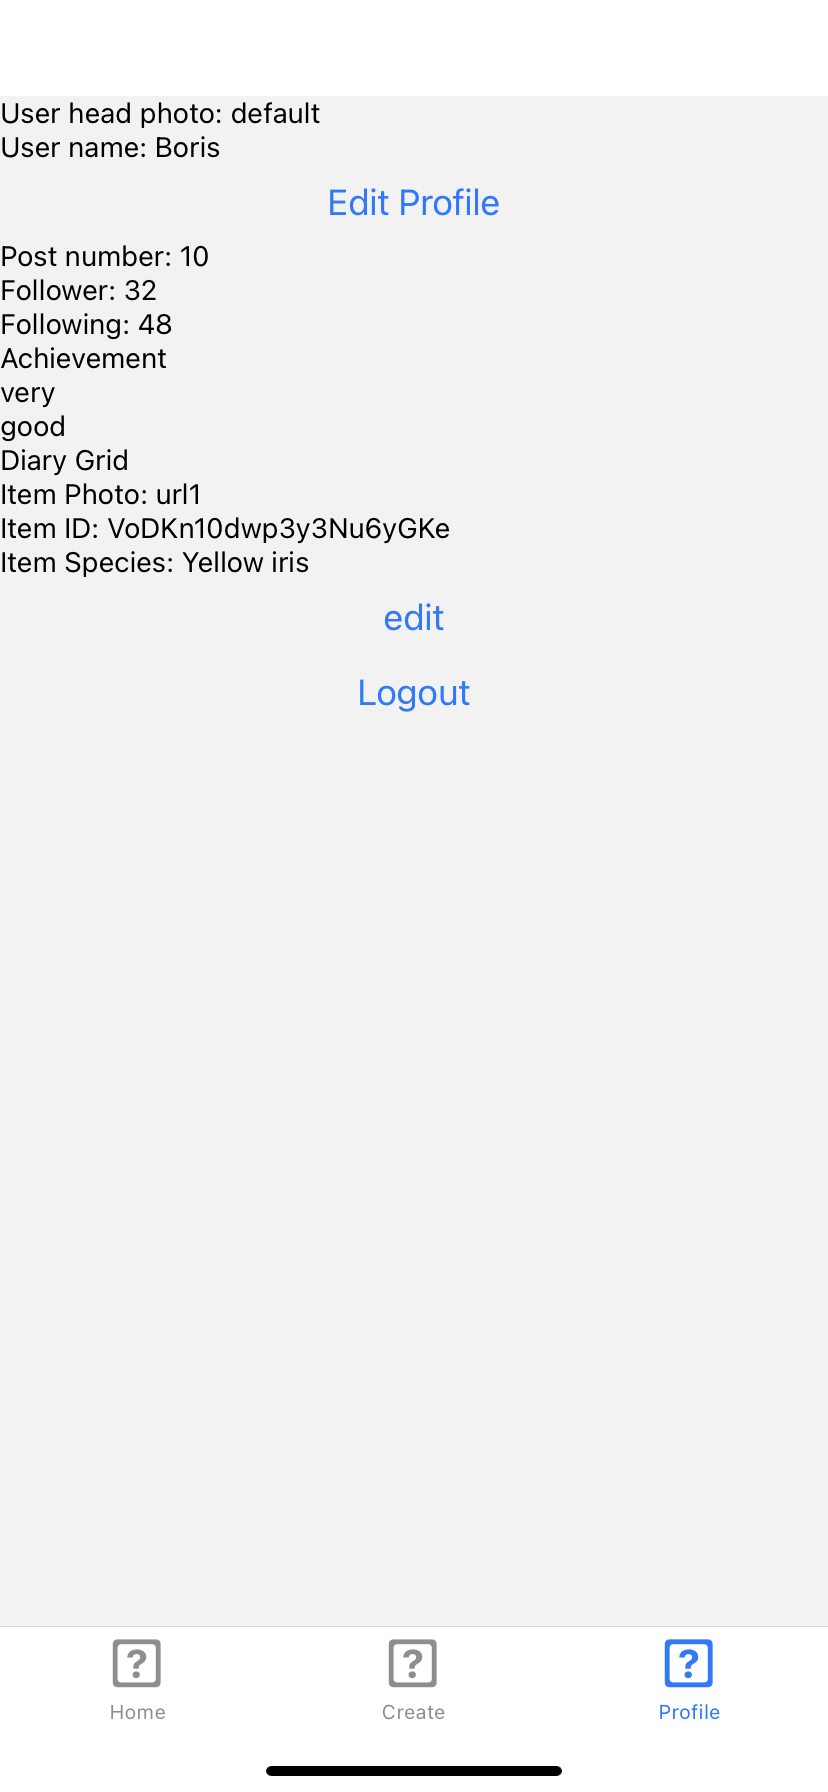 User head photo: default
User name: Boris
Edit Profile
Post number: 10
Follower: 32
Following: 48
Achievement
very
good
Diary Grid
Item Photo: url1
Item ID: VoDKn10dwp3y3Nu6yGKe
Item Species: Yellow iris
edit
Logout
? ? ?
Home Create Profile